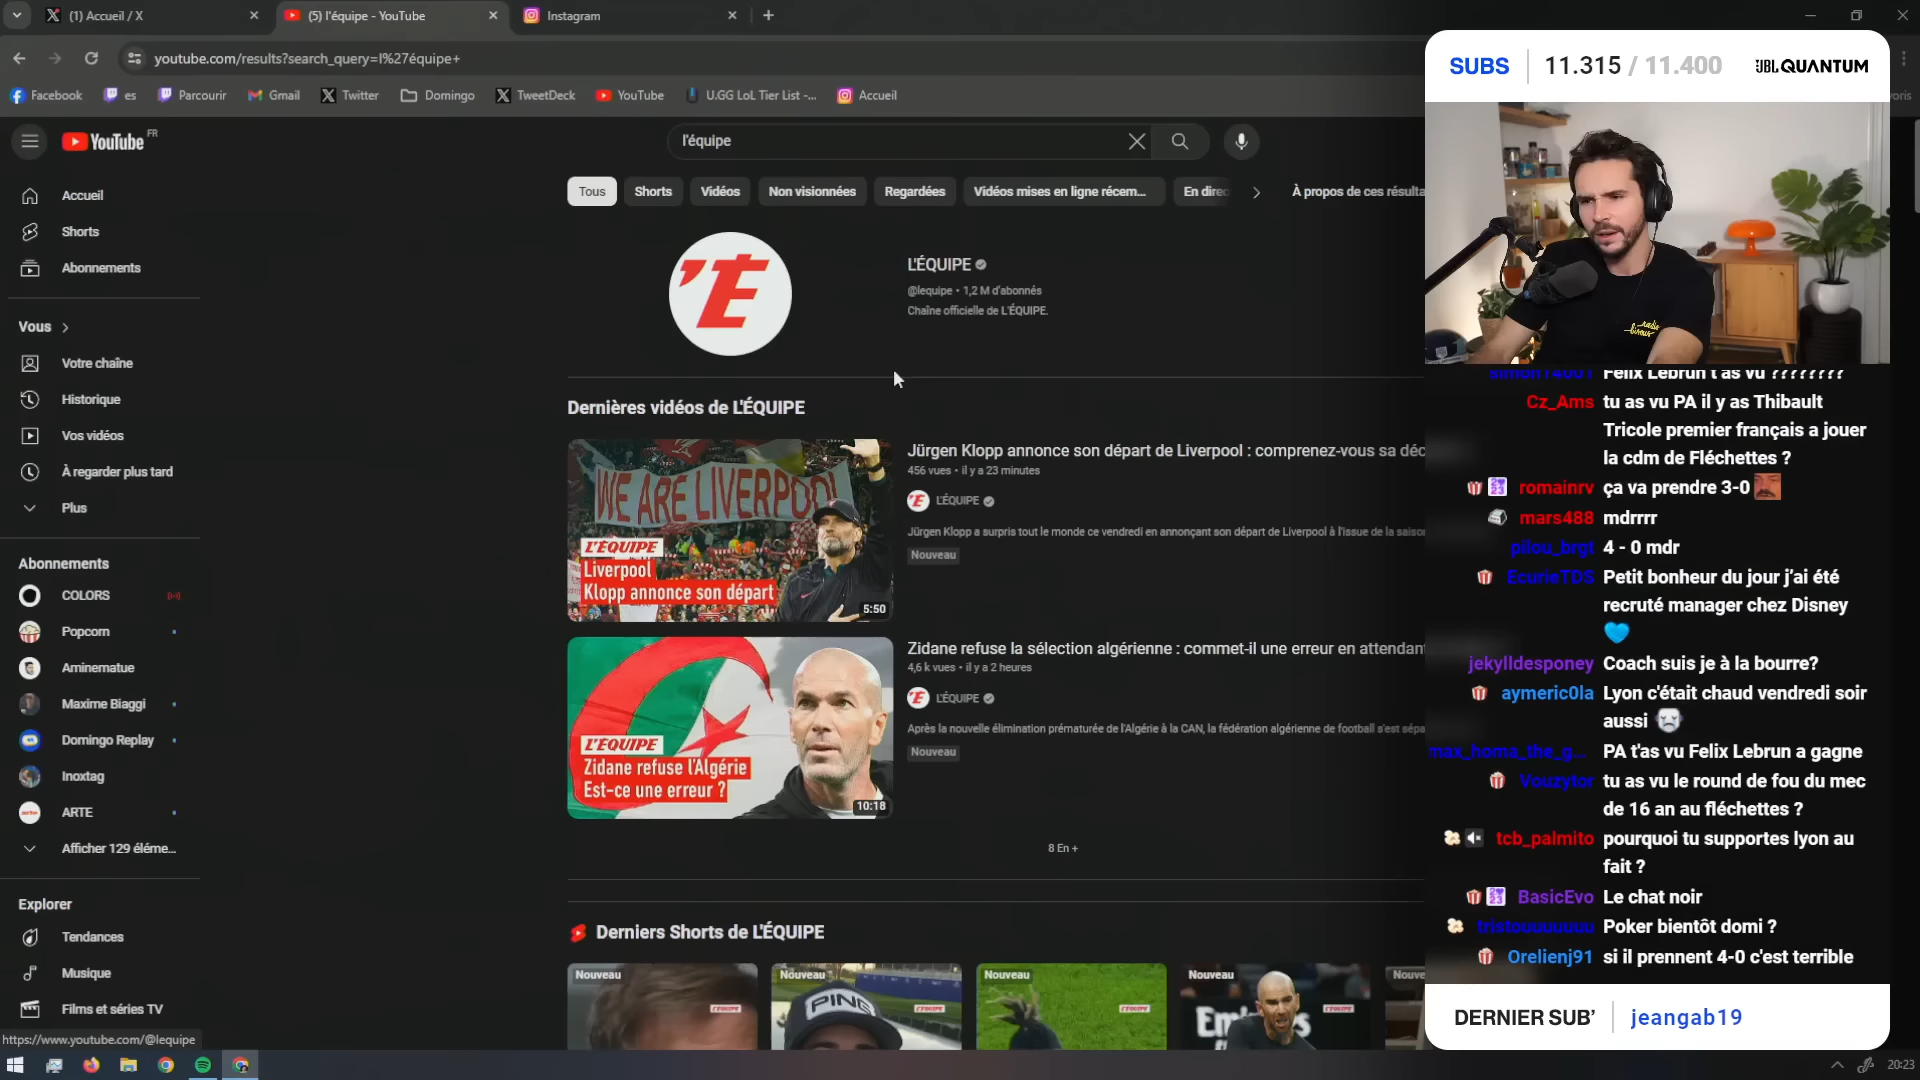 (1) Accueil / X
(5) l'équipe - YouTube
Instagram
youtube.com/results?search_query=l%27équipe+
Facebook
es
Parcourir
Gmail
Twitter
Domingo
TweetDeck
YouTube
U.GG LoL Tier List -...
Accueil
YouTube FR
l'équipe
Accueil
Shorts
Abonnements
Vous
Votre chaîne
Historique
Vos vidéos
À regarder plus tard
Plus
Abonnements
COLORS
Popcorn
Aminematue
Maxime Biaggi
Domingo Replay
Inoxtag
ARTE
Afficher 129 éléme...
Explorer
Tendances
Musique
Films et séries TV
https://www.youtube.com/@lequipe
Tous
Shorts
Vidéos
Non visionnées
Regardées
Vidéos mises en ligne récem...
En direc
À propos de ces résulta
'É
L'ÉQUIPE
@lequipe • 1,2 M d'abonnés
Chaîne officielle de L'ÉQUIPE.
Dernières vidéos de L'ÉQUIPE
WE ARE LIVERPOOL
L'ÉQUIPE
Liverpool
Klopp annonce son départ
5:50
Jürgen Klopp annonce son départ de Liverpool : comprenez-vous sa déc
456 vues • il y a 23 minutes
L'ÉQUIPE
Jürgen Klopp a surpris tout le monde ce vendredi en annonçant son départ de Liverpool à l'issue de la saiso
Nouveau
L'ÉQUIPE
Zidane refuse l'Algérie
Est-ce une erreur ?
10:18
Zidane refuse la sélection algérienne : commet-il une erreur en attendant
4,6 k vues • il y a 2 heures
L'ÉQUIPE
Après la nouvelle élimination prématurée de l'Algérie à la CAN, la fédération algérienne de football s'est sépa
Nouveau
8 En +
Derniers Shorts de L'ÉQUIPE
Nouveau
L'ÉQUIPE
Nouveau
PING
L'ÉQUIPE
Nouveau
L'ÉQUIPE
Nouveau
L'ÉQUIPE
Nouve
SUBS 11.315 / 11.400 JBL QUANTUM
voris
radio
simon14001 Felix Lebrun t'as vu ????????
Cz_Ams tu as vu PA il y as Thibault
Tricole premier français a jouer
la cdm de Fléchettes ?
romainrv ça va prendre 3-0
mars488 mdrrrr
pilou_brgt 4 - 0 mdr
EcurieTDS Petit bonheur du jour j'ai été
recruté manager chez Disney
jekylldesponey Coach suis je à la bourre?
aymeric0la Lyon c'était chaud vendredi soir
aussi
max_homa_the_g... PA t'as vu Felix Lebrun a gagne
Vouzytor tu as vu le round de fou du mec
de 16 an au fléchettes ?
tcb_palmito pourquoi tu supportes lyon au
fait ?
BasicEvo Le chat noir
tristouuuuuuu Poker bientôt domi ?
Orelienj91 si il prennent 4-0 c'est terrible
DERNIER SUB' jeangab19
20:23